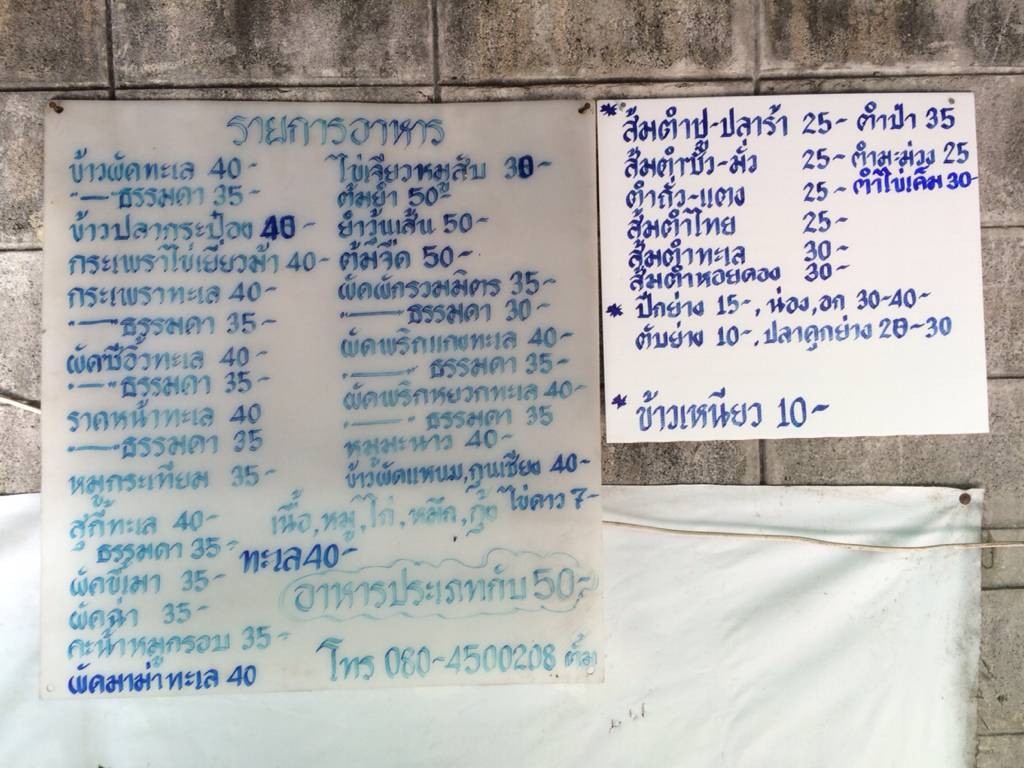 รายการอาหาร
ข้าวผัดทะเล 40-
"—" ธรรมดา 35-
ข้าวปลากระป๋อง 40-
กระเพราไข่เยี่ยวม้า 40-
กระเพราทะเล 40-
"—" ธรรมดา 35-
ผัดซีอิ๊วทะเล 40-
"—" ธรรมดา 35-
ราดหน้าทะเล 40
"—" ธรรมดา 35
หมูกระเทียม 35-
สุกี้ทะเล 40-
ธรรมดา 35-
ทะเล 40-
ผัดขี้เมา 35-
ผัดฉ่า 35-
คะน้าหมูกรอบ 35-
ผัดมาม่าทะเล 40
ไข่เจียวหมูสับ 30
ต้มยำ 50-
ยำวุ้นเส้น 50-
ต้มจืด 50-
ผัดผักรวมมิตร 35-
"—" ธรรมดา 30-
ผัดพริกแกงทะเล 40-
"—" ธรรมดา 35-
ผัดพริกหยวกทะเล 40-
"—" ธรรมดา 35
หมูมะนาว 40-
ข้าวผัดแหนม,กุนเชียง 40-
ไข่ดาว 7-
เนื้อ,หมู,ไก่,หมึก,กุ้ง
อาหารประเภทกับ 50-
โทร 080-4500208
* ส้มตำปู-ปลาร้า 25- ตำป่า 35
ส้มตำซั่ว-มั่ว 25- ตำมะม่วง 25
ตำถั่ว-แตง 25- ตำไข่เค็ม 30-
ส้มตำไทย 25-
ส้มตำทะเล 30-
ส้มตำหอยดอง 30-
* ปีกย่าง 15-, น่อง,อก 30-40-
ตับย่าง 10-, ปลาดุกย่าง 20-30
* ข้าวเหนียว 10-